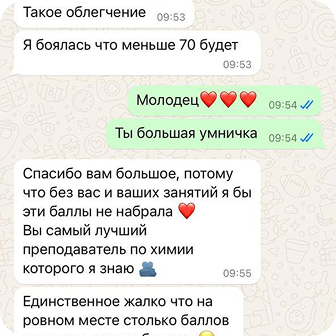 Такое облегчение 09:53
Я боялась что меньше 70 будет
09:53
Молодец❤️❤️❤️ 09:54
Ты большая умничка 09:54
Спасибо вам большое, потому
что без вас и ваших занятий я бы
эти баллы не набрала ❤️
Вы самый лучший
преподаватель по химии
которого я знаю 🫂 09:55
Единственное жалко что на
ровном месте столько баллов